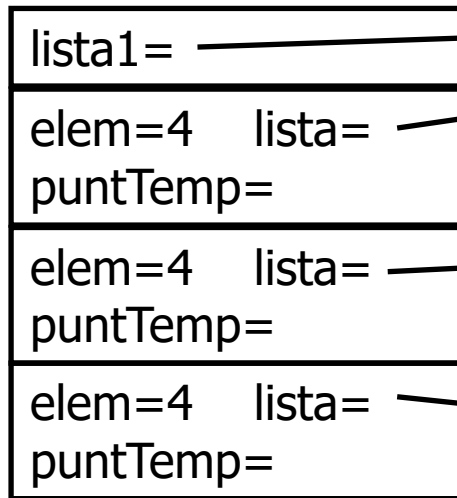 lista1=
elem=4 lista=
puntTemp=
elem=4 lista=
puntTemp=
elem=4 lista=
puntTemp=